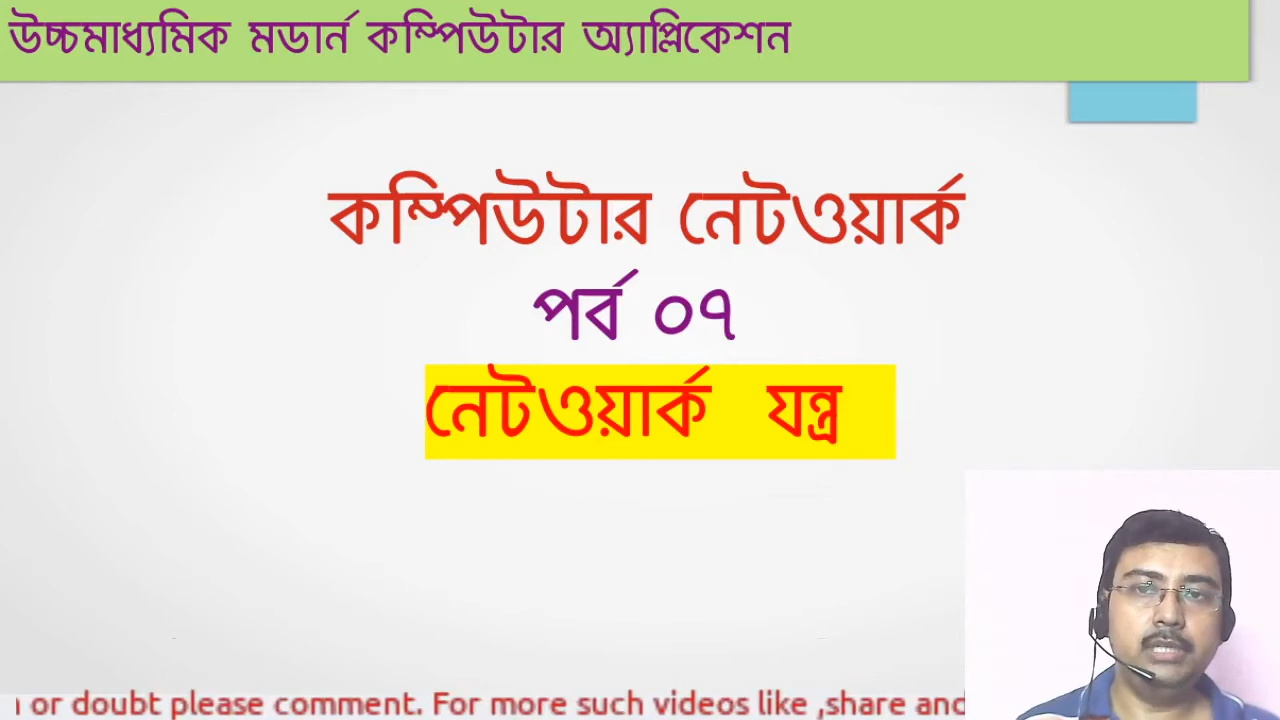 উচ্চমাধ্যমিক মডার্ন কম্পিউটার অ্যাপ্লিকেশন
কম্পিউটার নেটওয়ার্ক
পর্ব ০৭
নেটওয়ার্ক যন্ত্র
or doubt please comment. For more such videos like ,share and